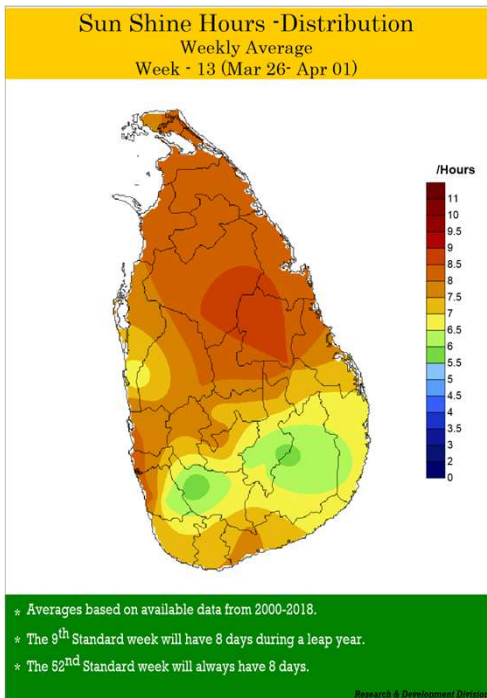 Sun Shine Hours -Distribution
Weekly Average
Week - 13 (Mar 26- Apr 01)
/Hours
11
10
9
8.5
8
7.5
7
6.5
6
5.5
5
4.5
4
3.5
3
2
0
* Averages based on available data from 2000-2018.
* The 9th Standard week will have 8 days during a leap year.
* The 52nd Standard week will always have 8 days.
Research & Development Division